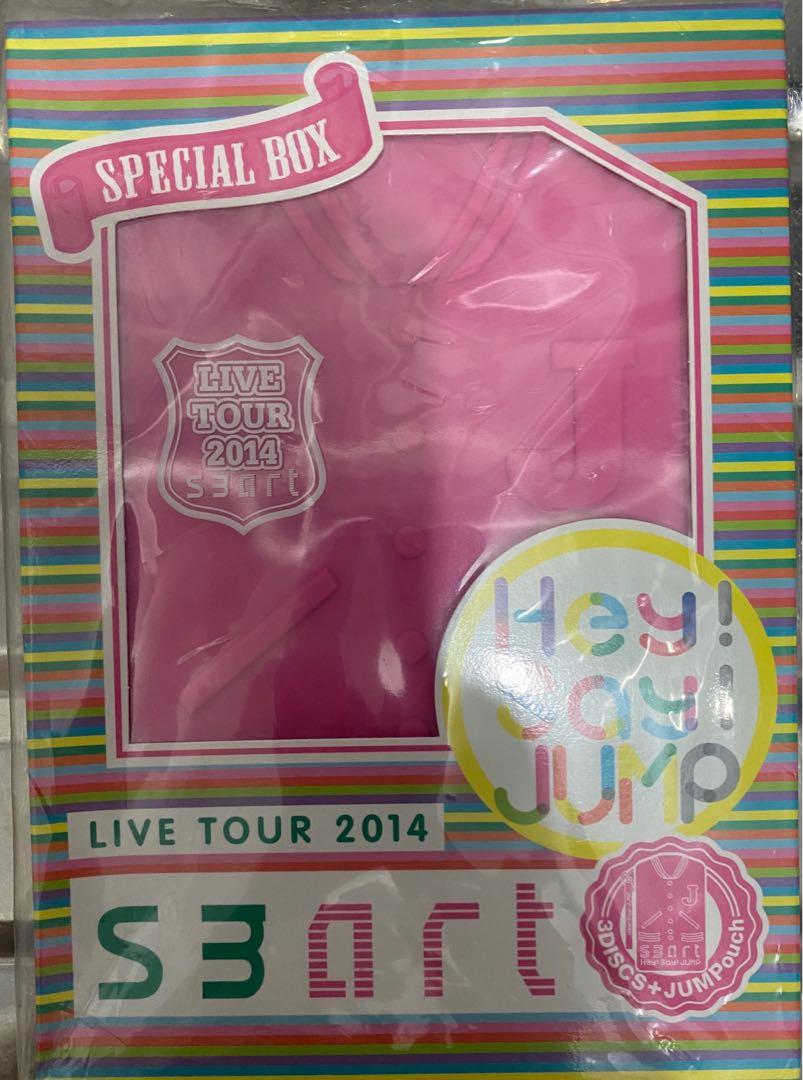 SPECIAL BOX
LIVE
TOUR
2014
S3art
J
Hey!
Say!
JUMP
LIVE TOUR 2014
S3art
J
S3art
Hey! Say! JUMP
3DISCS+JUMPouch